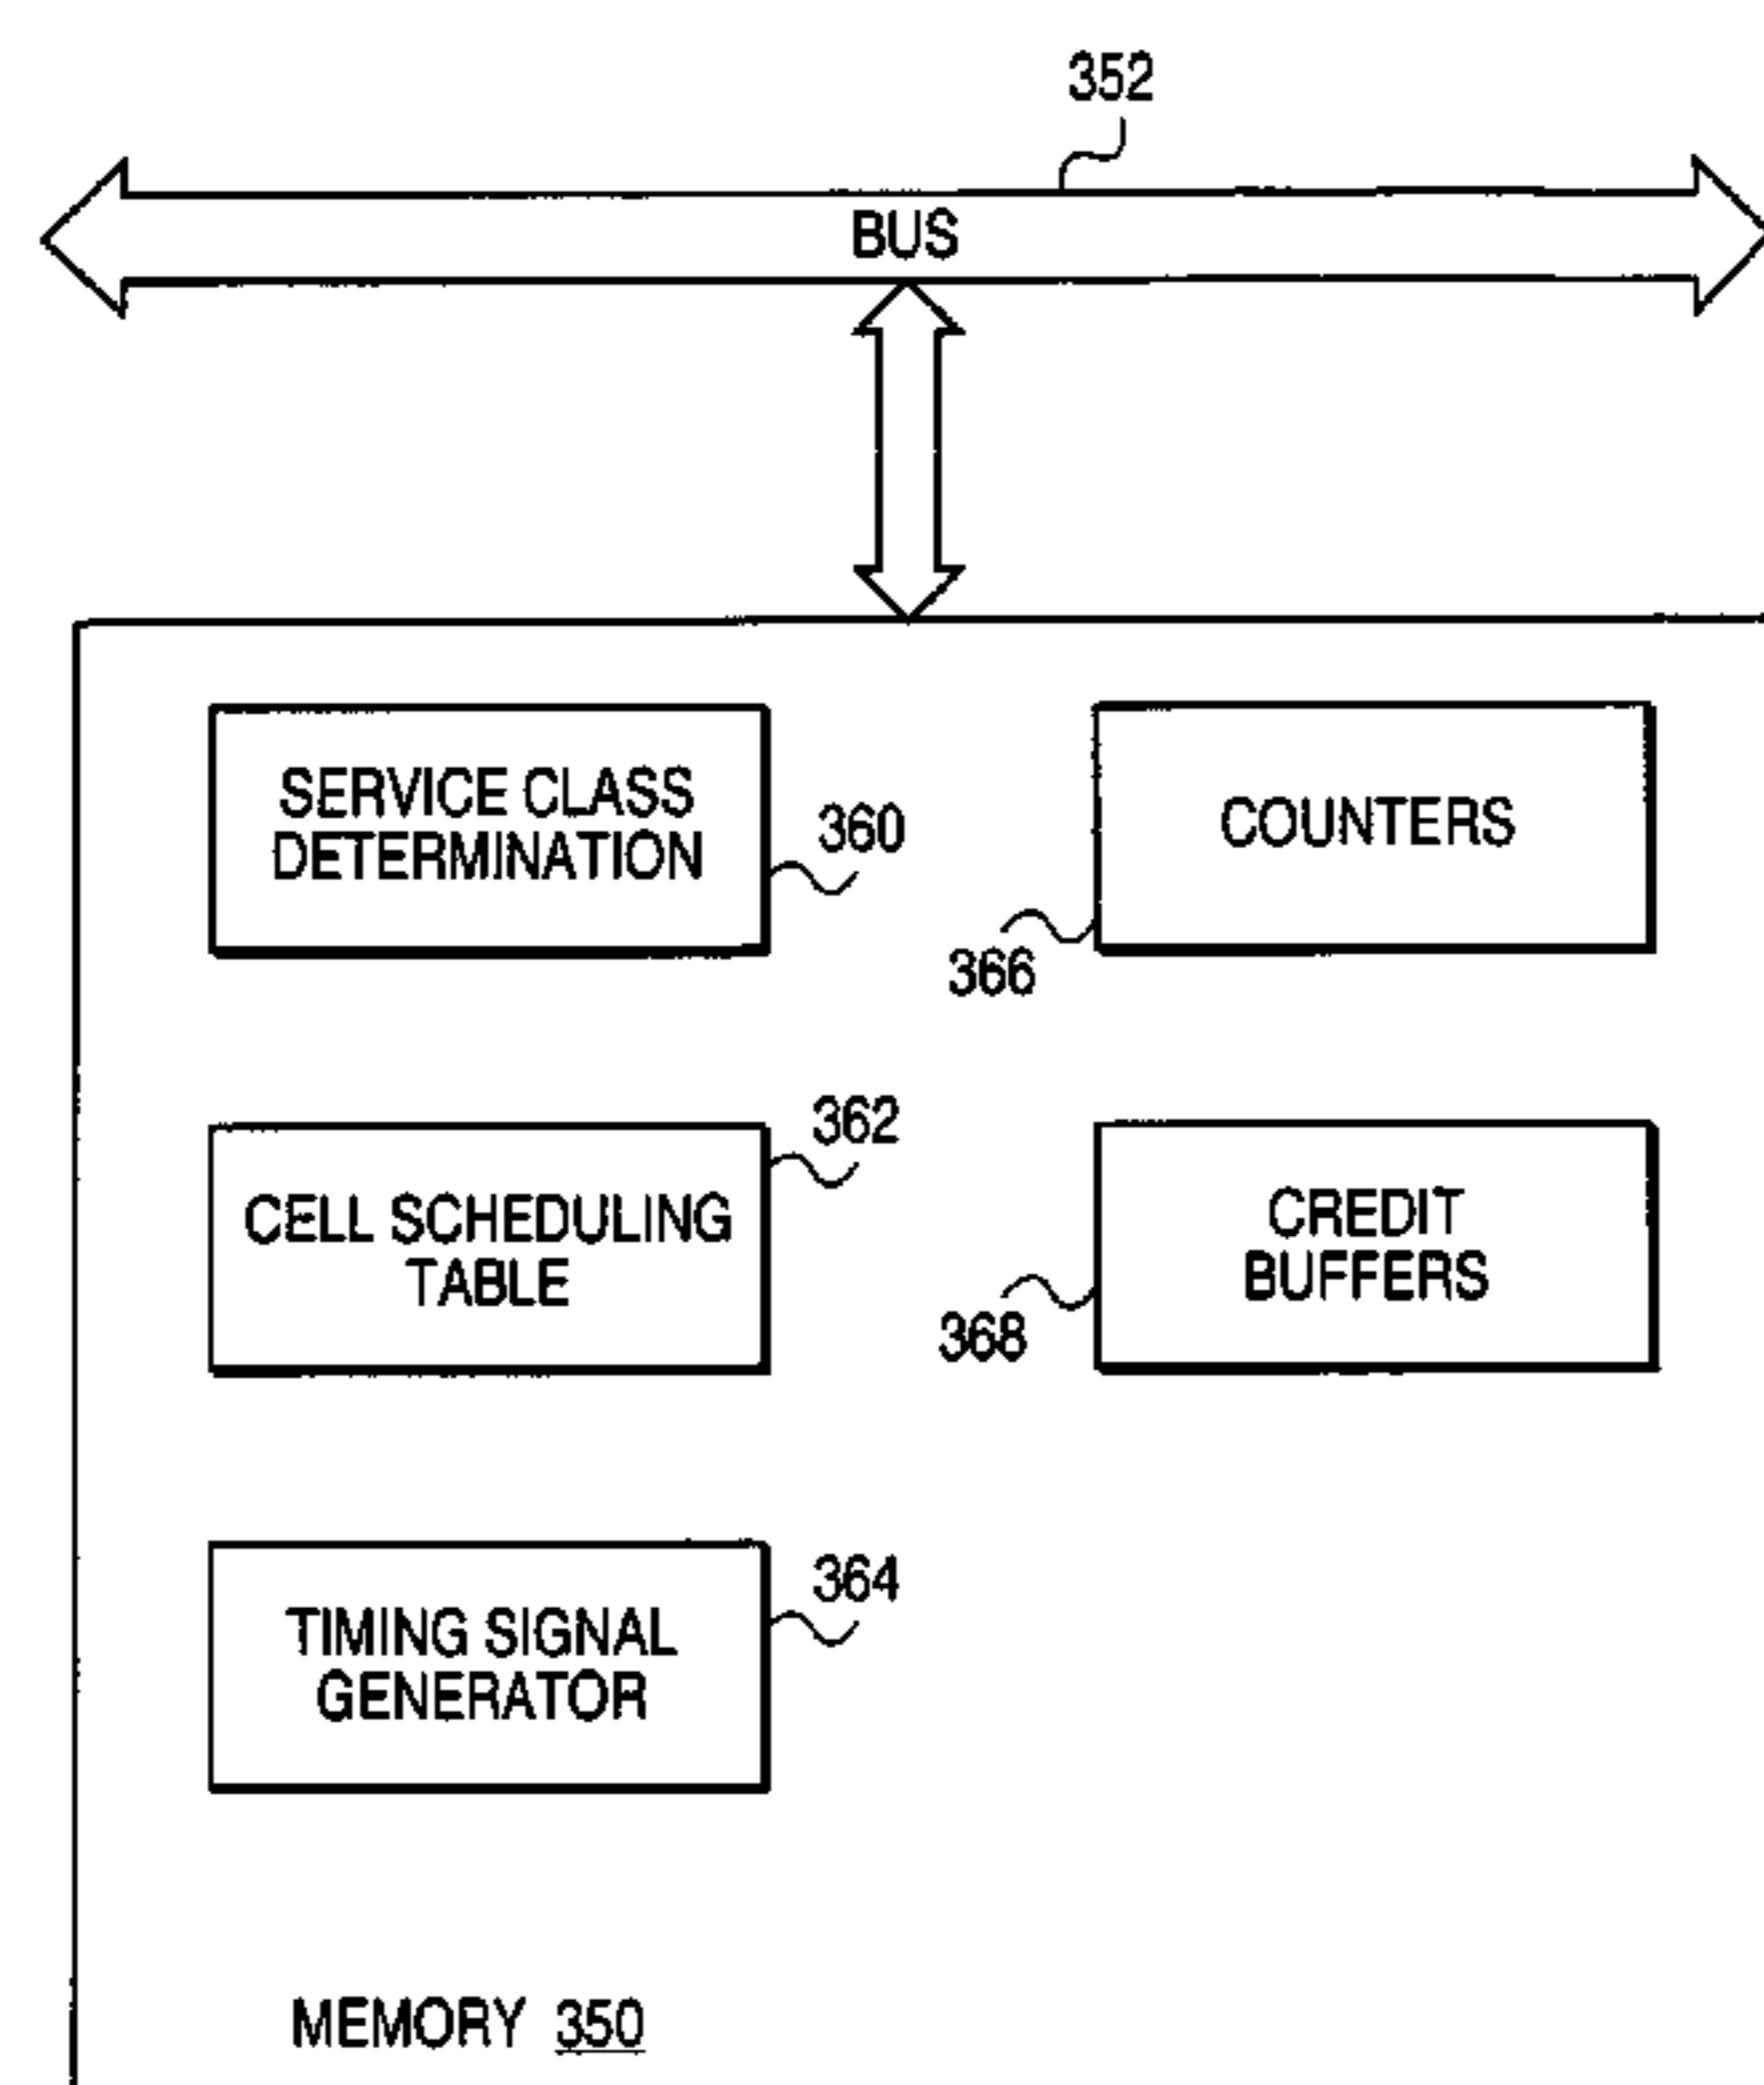 352
BUS
SERVICE CLASS
DETERMINATION
360
COUNTERS
366
CELL SCHEDULING
TABLE
362
CREDIT
BUFFERS
368
TIMING SIGNAL
GENERATOR
364
MEMORY 350